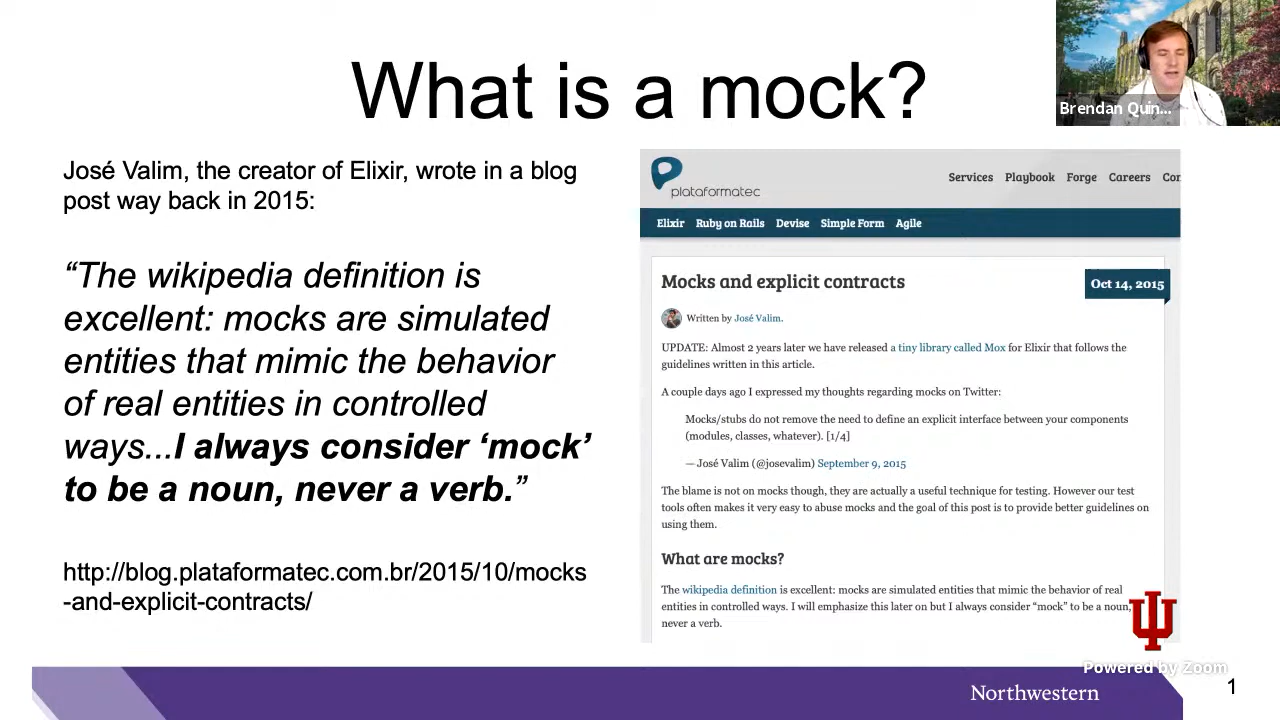 What is a mock?
Brendan Quin...
José Valim, the creator of Elixir, wrote in a blog
post way back in 2015:
“The wikipedia definition is
excellent: mocks are simulated
entities that mimic the behavior
of real entities in controlled
ways...I always consider ‘mock’
to be a noun, never a verb.”
http://blog.plataformatec.com.br/2015/10/mocks
-and-explicit-contracts/
plataformatec
Services Playbook Forge Careers Con
Elixir Ruby on Rails Devise Simple Form Agile
Mocks and explicit contracts
Oct 14, 2015
Written by José Valim.
UPDATE: Almost 2 years later we have released a tiny library called Mox for Elixir that follows the
guidelines written in this article.
A couple days ago I expressed my thoughts regarding mocks on Twitter:
Mocks/stubs do not remove the need to define an explicit interface between your components
(modules, classes, whatever). [1/4]
— José Valim (@josevalim) September 9, 2015
The blame is not on mocks though, they are actually a useful technique for testing. However our test
tools often makes it very easy to abuse mocks and the goal of this post is to provide better guidelines on
using them.
What are mocks?
The wikipedia definition is excellent: mocks are simulated entities that mimic the behavior of real
entities in controlled ways. I will emphasize this later on but I always consider “mock” to be a noun,
never a verb.
Powered by Zoom
Northwestern
1